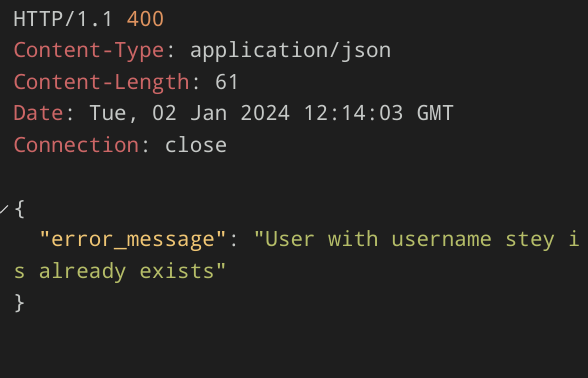 HTTP/1.1 400
Content-Type: application/json
Content-Length: 61
Date: Tue, 02 Jan 2024 12:14:03 GMT
Connection: close
{
"error_message": "User with username stey i
s already exists"
}